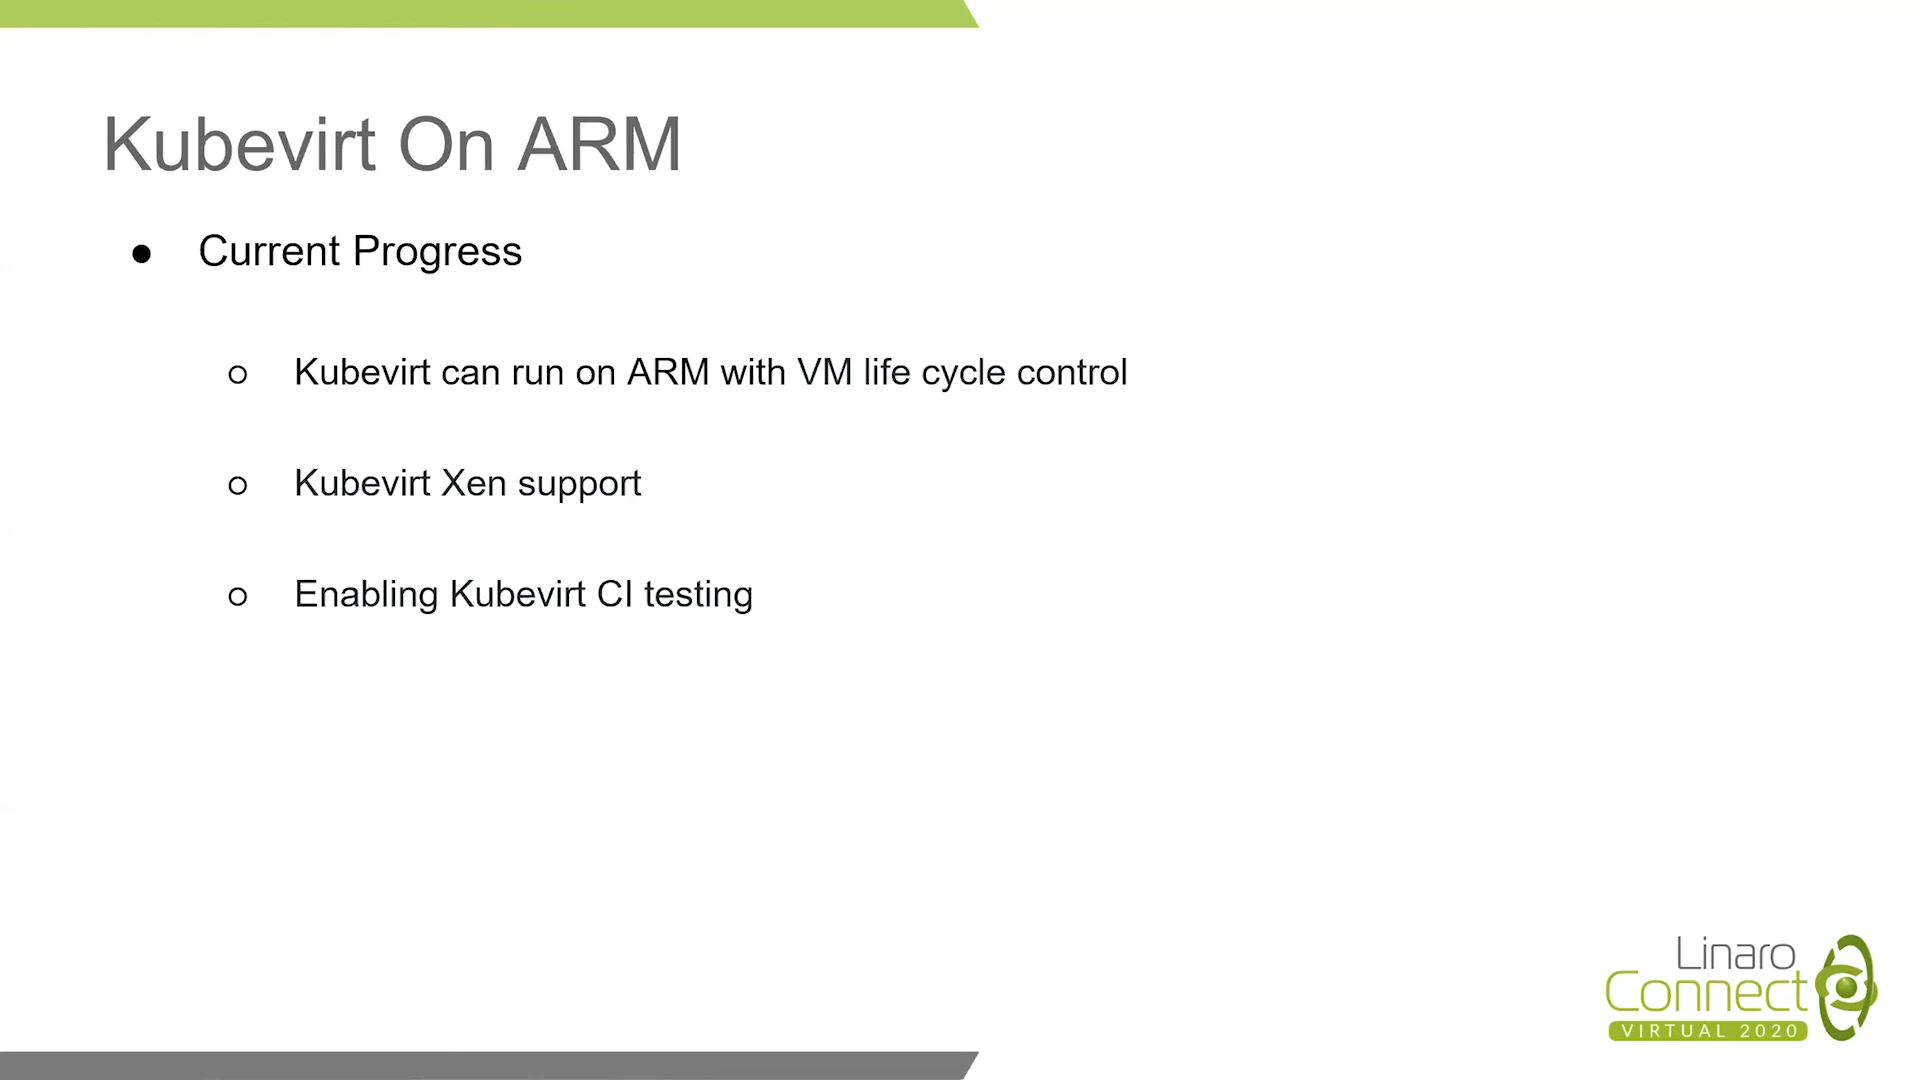 Kubevirt On ARM
● Current Progress
○ Kubevirt can run on ARM with VM life cycle control
○ Kubevirt Xen support
○ Enabling Kubevirt CI testing
Linaro
Connect
VIRTUAL 2020